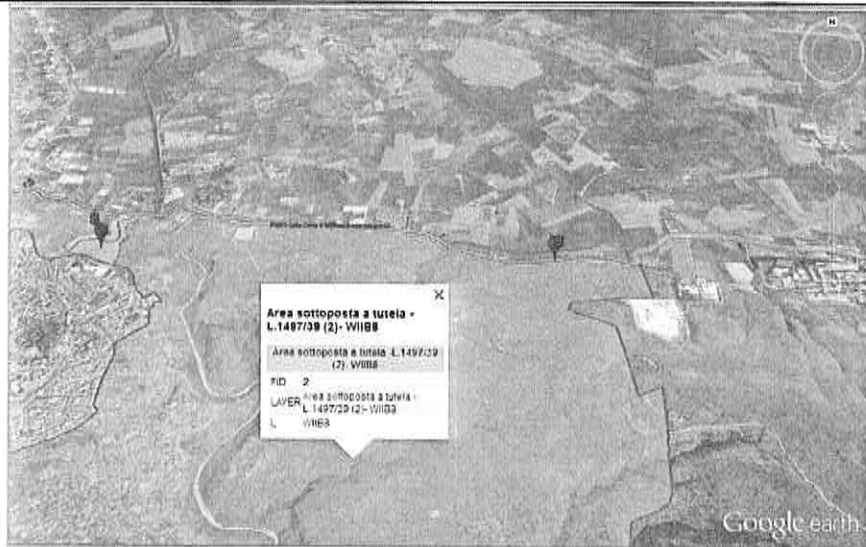 N
×
Area sottoposta a tutela -
L.1497/39 (2)- WIIB8
Area sottoposta a tutela -L.1497/39
(2)- WIIB8
FID 2
LAYER Area sottoposta a tutela -
L.1497/39 (2)- WIIB8
L WIIB8
Google earth